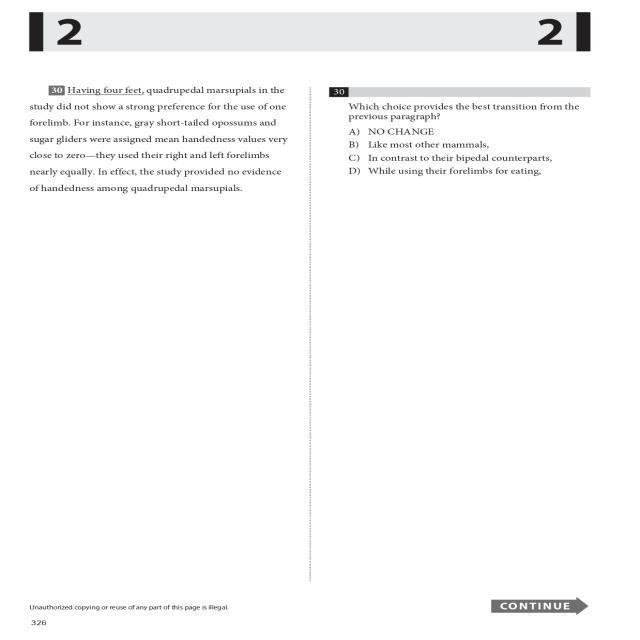 2
2
30 Having four feet, quadrupedal marsupials in the
study did not show a strong preference for the use of one
forelimb. For instance, gray short-tailed opossums and
sugar gliders were assigned mean handedness values very
close to zero—they used their right and left forelimbs
nearly equally. In effect, the study provided no evidence
of handedness among quadrupedal marsupials.
30
Which choice provides the best transition from the
previous paragraph?
A) NO CHANGE
B) Like most other mammals,
C) In contrast to their bipedal counterparts,
D) While using their forelimbs for eating,
Unauthorized copying or reuse of any part of this page is illegal.
CONTINUE
326